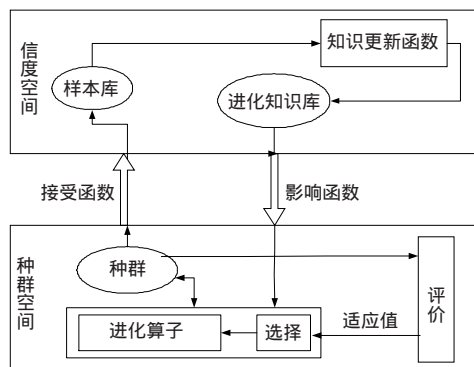 信度空间
样本库
知识更新函数
进化知识库
接受函数
影响函数
种群空间
种群
评价
适应值
进化算子
选择